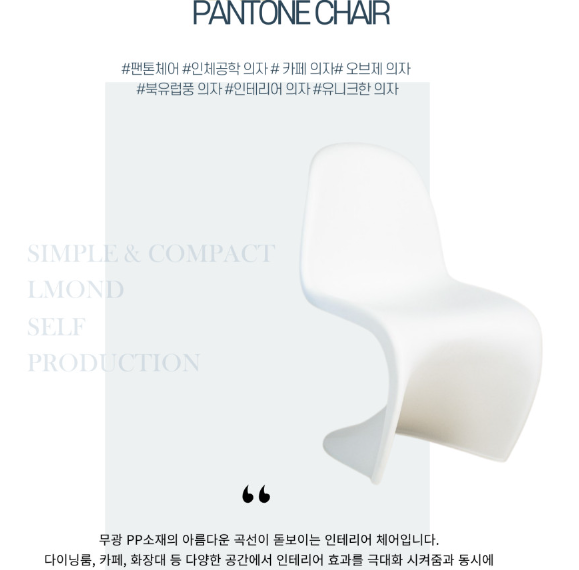 PANTONE CHAIR
#팬톤체어 #인체공학 의자 # 카페 의자# 오브제 의자
#북유럽풍 의자 #인테리어 의자 #유니크한 의자
SIMPLE & COMPACT
LMOND
SELF
PRODUCTION
“
무광 PP소재의 아름다운 곡선이 돋보이는 인테리어 체어입니다.
다이닝룸, 카페, 화장대 등 다양한 공간에서 인테리어 효과를 극대화 시켜줌과 동시에